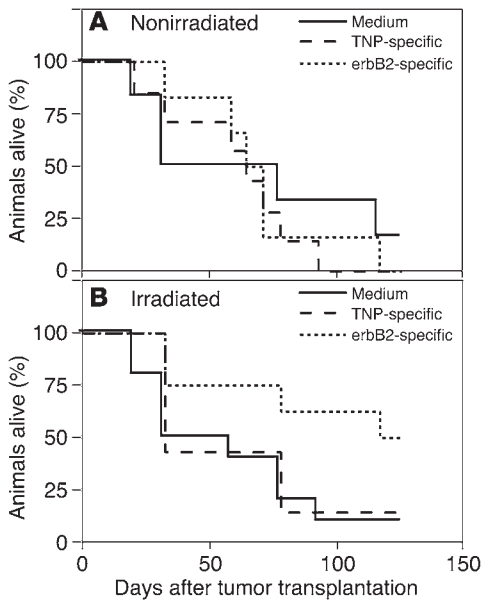 A Nonirradiated
Medium
TNP-specific
erbB2-specific
Animals alive (%)
100
75
50
25
0
B Irradiated
Medium
TNP-specific
erbB2-specific
Animals alive (%)
100
75
50
25
0
0 50 100 150
Days after tumor transplantation